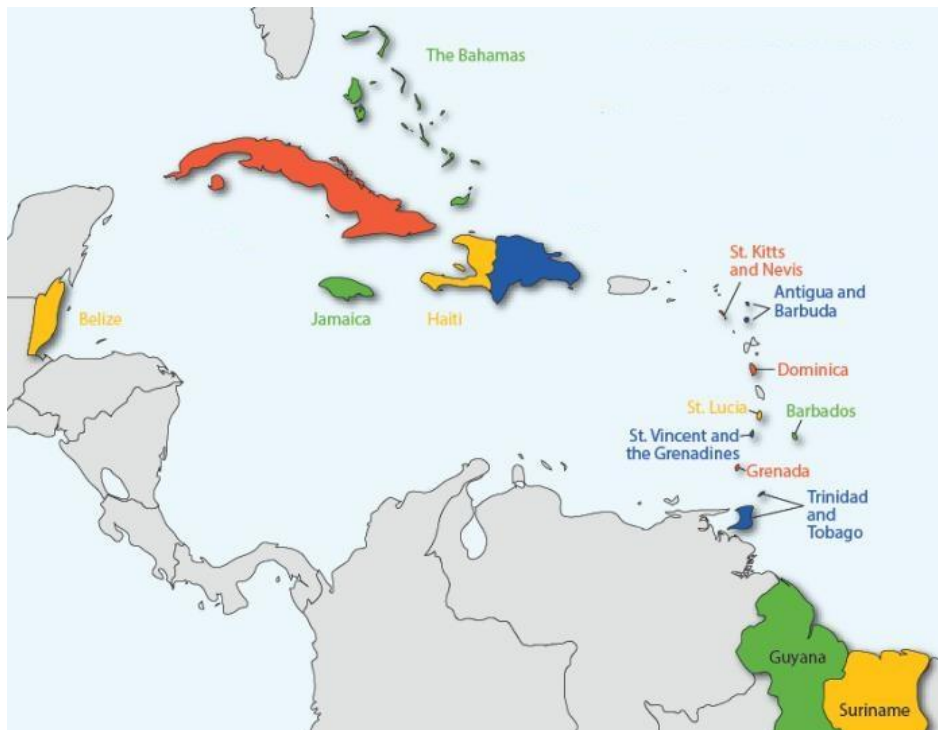 The Bahamas
St. Kitts
and Nevis
Antigua and
Barbuda
Belize
Jamaica
Haiti
Dominica
St. Lucia
Barbados
St. Vincent and
the Grenadines
Grenada
Trinidad
and
Tobago
Guyana
Suriname